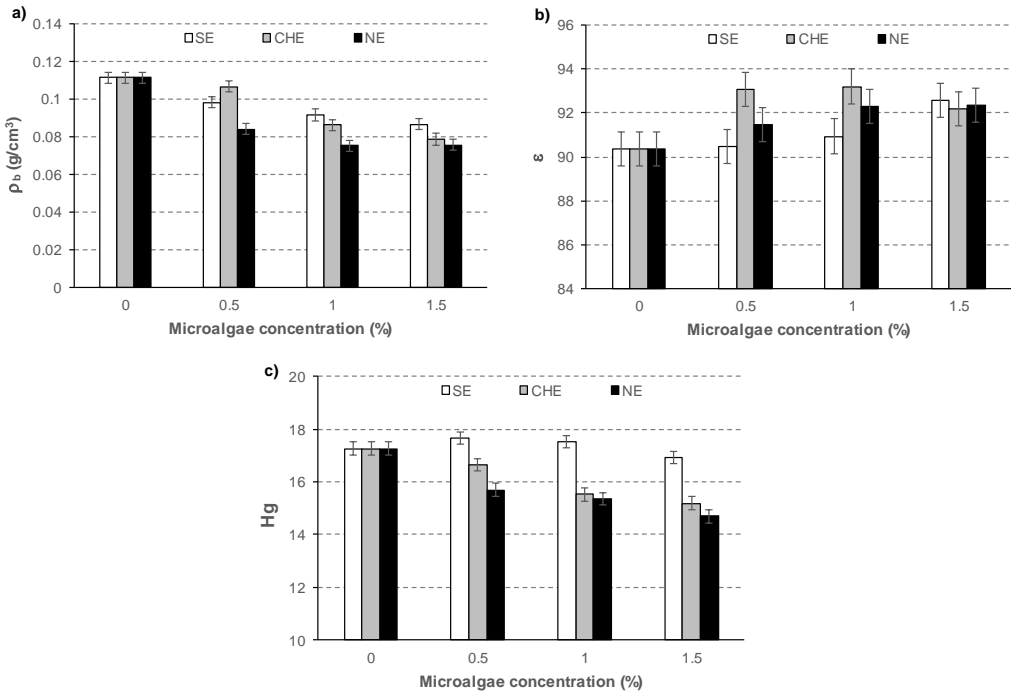 a)
SE CHE NE
0.14
0.12
0.1
0.08
0.06
0.04
0.02
0
ρ b (g/cm³)
0 0.5 1 1.5
Microalgae concentration (%)
b)
SE CHE NE
96
94
92
90
88
86
84
ε
0 0.5 1 1.5
Microalgae concentration (%)
c)
SE CHE NE
20
18
16
14
12
10
Hg
0 0.5 1 1.5
Microalgae concentration (%)